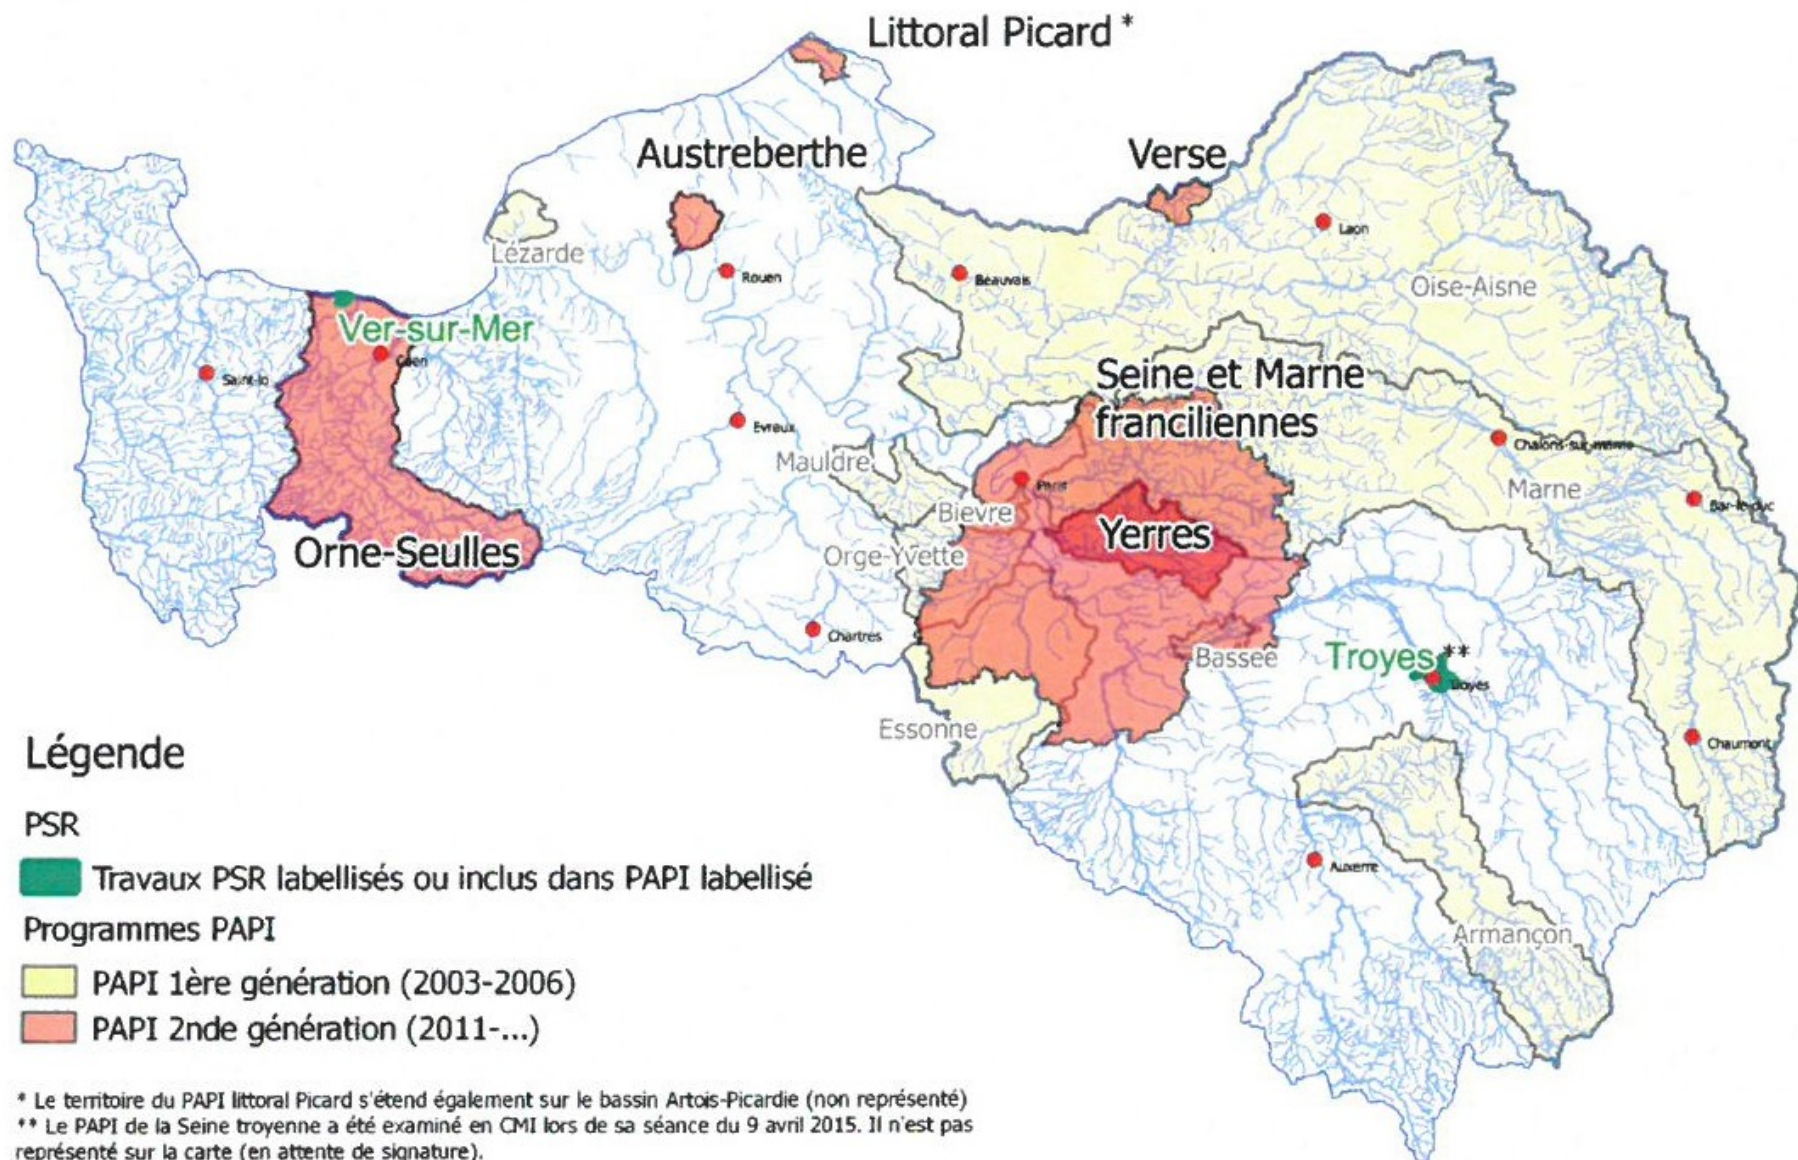 Littoral Picard *
Austreberthe
Verse
Lézarde
Rouen
Laon
Beauvais
Oise-Aisne
Ver-sur-Mer
Caen
Saint-lo
Seine et Marne
franciliennes
Evreux
Chalons-sur-marne
Mauldre
Marne
Bar-le-duc
Paris
Bievre
Yerres
Orne-Seulles
Orge-Yvette
Chartres
Bassee
Troyes **
troyes
Essonne
Chaumont
Légende
PSR
Travaux PSR labellisés ou inclus dans PAPI labellisé
Auxerre
Programmes PAPI
Armançon
PAPI 1ère génération (2003-2006)
PAPI 2nde génération (2011-...)
* Le territoire du PAPI littoral Picard s'étend également sur le bassin Artois-Picardie (non représenté)
** Le PAPI de la Seine troyenne a été examiné en CMI lors de sa séance du 9 avril 2015. Il n'est pas
représenté sur la carte (en attente de signature).